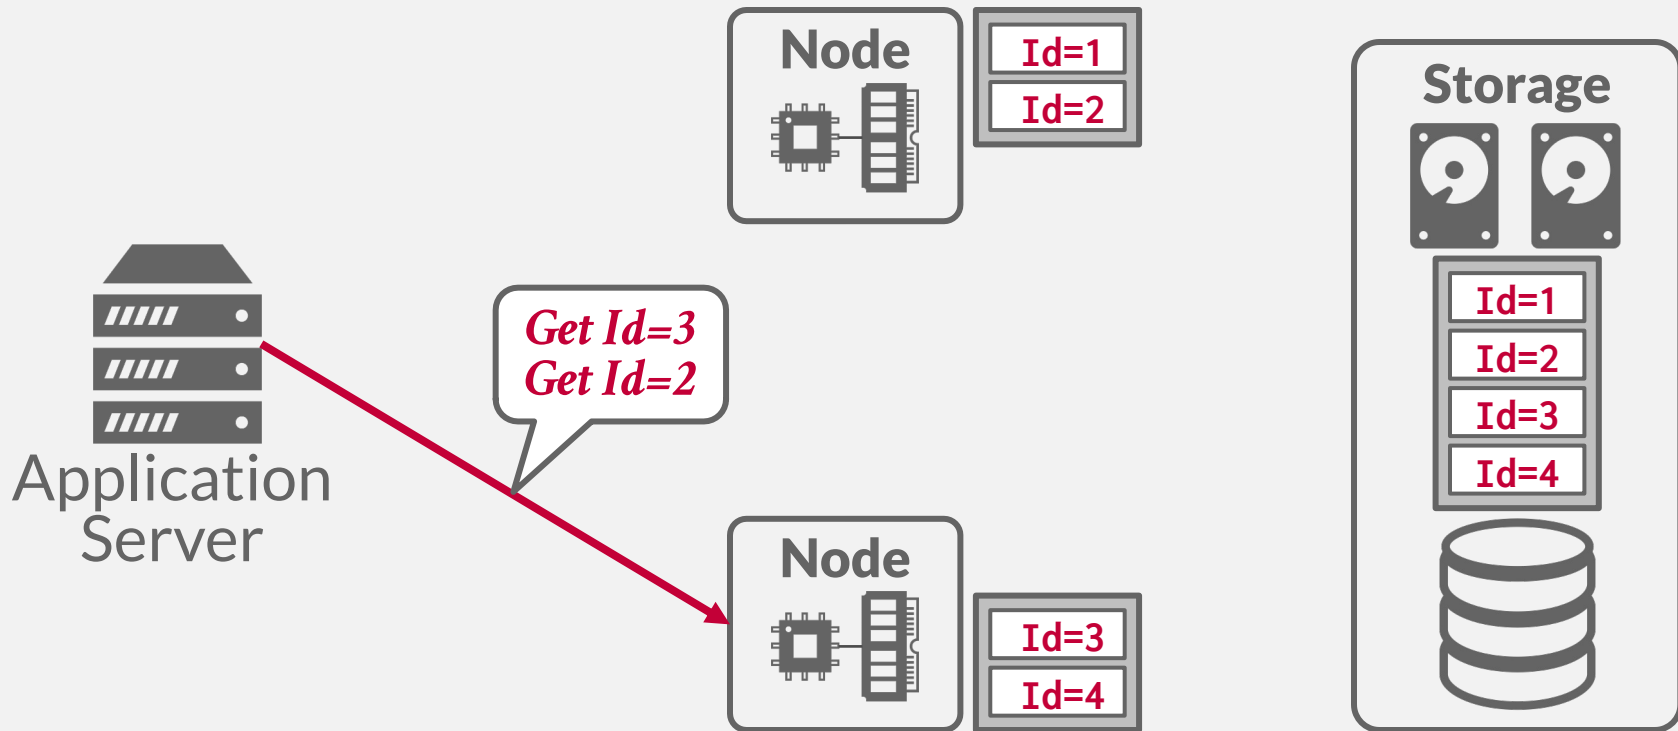 Node
Id=1
Id=2
Storage
Id=1
Id=2
Id=3
Id=4
Get Id=3
Get Id=2
Application
Server
Node
Id=3
Id=4